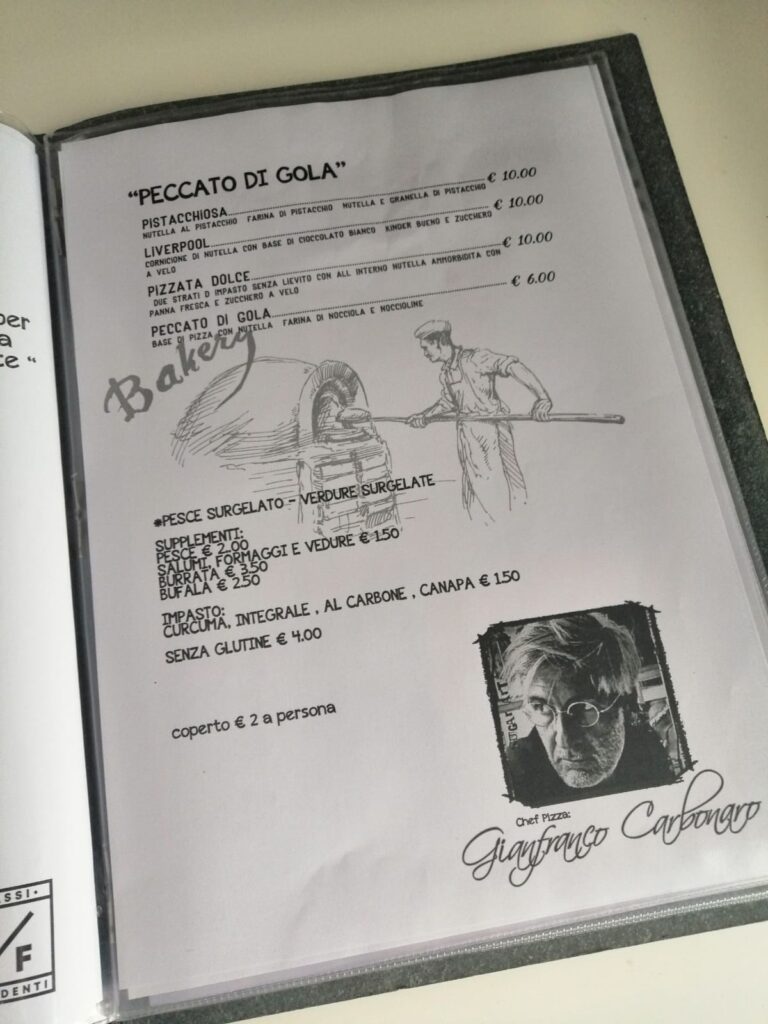 per
a
te "
SSI.
F
DENTI
"PECCATO DI GOLA"
PISTACCHIOSA € 10.00
NUTELLA AL PISTACCHIO FARINA DI PISTACCHIO NUTELLA E GRANELLA DI PISTACCHIO
LIVERPOOL € 10.00
CORNICIONE DI NUTELLA CON BASE DI CIOCCOLATO BIANCO KINDER BUENO E ZUCCHERO
A VELO
PIZZATA DOLCE € 10.00
DUE STRATI D IMPASTO SENZA LIEVITO CON ALL INTERNO NUTELLA AMMORBIDITA CON
PANNA FRESCA E ZUCCHERO A VELO
PECCATO DI GOLA € 6.00
BASE DI PIZZA CON NUTELLA FARINA DI NOCCIOLA E NOCCIOLINE
Bakery
*PESCE SURGELATO - VERDURE SURGELATE
SUPPLEMENTI:
PESCE € 2.00
SALUMI, FORMAGGI E VEDURE € 1.50
BURRATA € 3.50
BUFALA € 2.50
IMPASTO:
CURCUMA, INTEGRALE , AL CARBONE , CANAPA € 1.50
SENZA GLUTINE € 4.00
coperto € 2 a persona
Chef Pizza:
Gianfranco Carbonaro